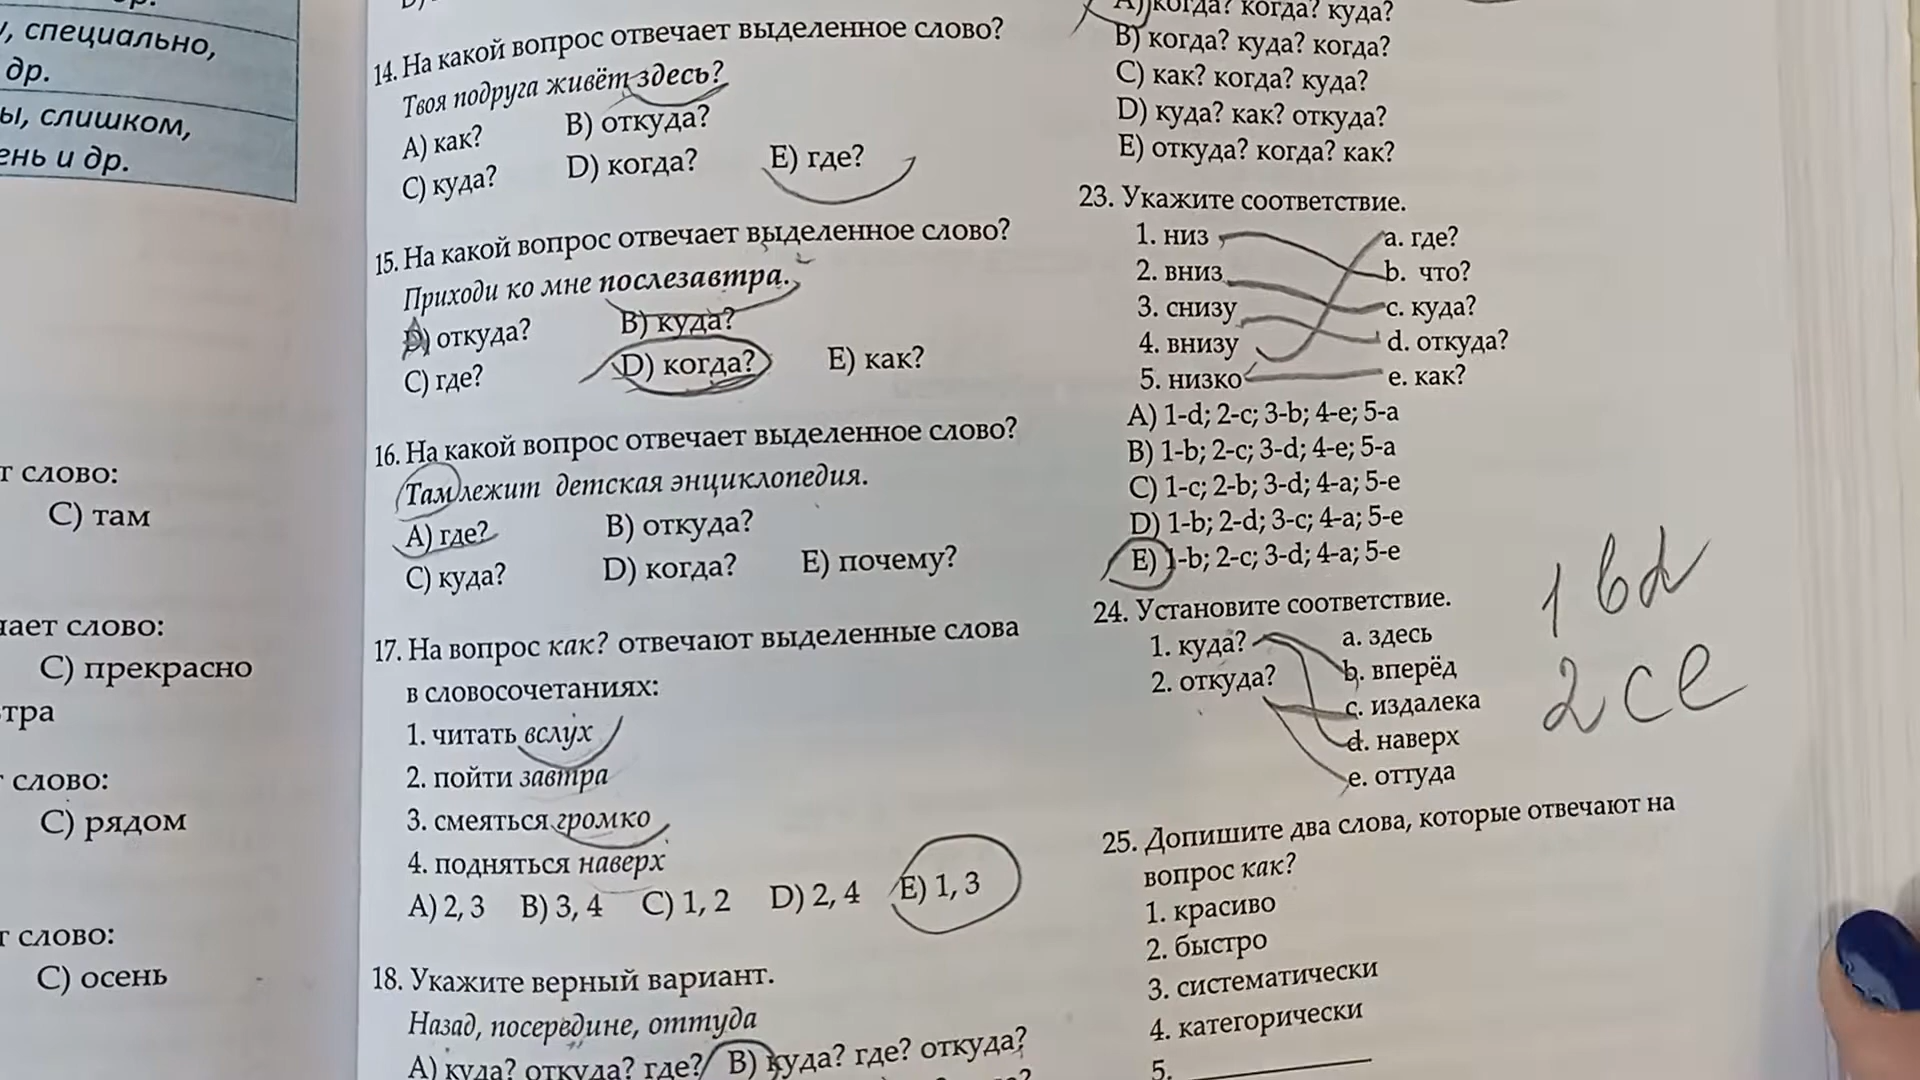 , специально,
др.
ы, слишком,
ень и др.
т слово:
C) там
чает слово:
C) прекрасно
тра
слово:
C) рядом
т слово:
C) осень
14. На какой вопрос отвечает выделенное слово?
Твоя подруга живёт здесь?
A) как?
B) откуда?
C) куда?
D) когда?
E) где?
15. На какой вопрос отвечает выделенное слово?
Приходи ко мне послезавтра.
A) откуда?
B) куда?
C) где?
D) когда?
E) как?
16. На какой вопрос отвечает выделенное слово?
Там лежит детская энциклопедия.
A) где?
B) откуда?
C) куда?
D) когда?
E) почему?
17. На вопрос как? отвечают выделенные слова
в словосочетаниях:
1. читать вслух
2. пойти завтра
3. смеяться громко
4. подняться наверх
A) 2, 3 B) 3, 4 C) 1, 2 D) 2, 4 E) 1, 3
18. Укажите верный вариант.
Назад, посередине, оттуда
A) куда? откуда? где? B) куда? где? откуда?
A) когда? когда? куда?
B) когда? куда? когда?
C) как? когда? куда?
D) куда? как? откуда?
E) откуда? когда? как?
23. Укажите соответствие.
1. низ a. где?
2. вниз b. что?
3. снизу c. куда?
4. внизу d. откуда?
5. низко e. как?
A) 1-d; 2-c; 3-b; 4-e; 5-a
B) 1-b; 2-c; 3-d; 4-e; 5-a
C) 1-c; 2-b; 3-d; 4-a; 5-e
D) 1-b; 2-d; 3-c; 4-a; 5-e
E) 1-b; 2-c; 3-d; 4-a; 5-e
24. Установите соответствие.
1. куда? a. здесь
2. откуда? b. вперёд
c. издалека
d. наверх
e. оттуда
1 bd
2 ce
25. Допишите два слова, которые отвечают на
вопрос как?
1. красиво
2. быстро
3. систематически
4. категорически
5.